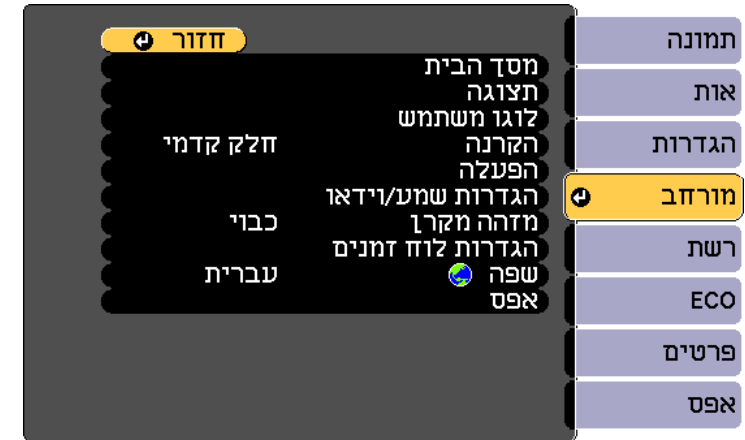 תמונה
אות
הגדרות
מורחב
רשת
ECO
פרטים
אפס
חזור
מסך הבית
תצוגה
לוגו משתמש
הקרנה חלק קדמי
הפעלה
הגדרות שמע/וידאו
מזהה מקרן כבוי
הגדרות לוח זמנים
שפה עברית
אפס